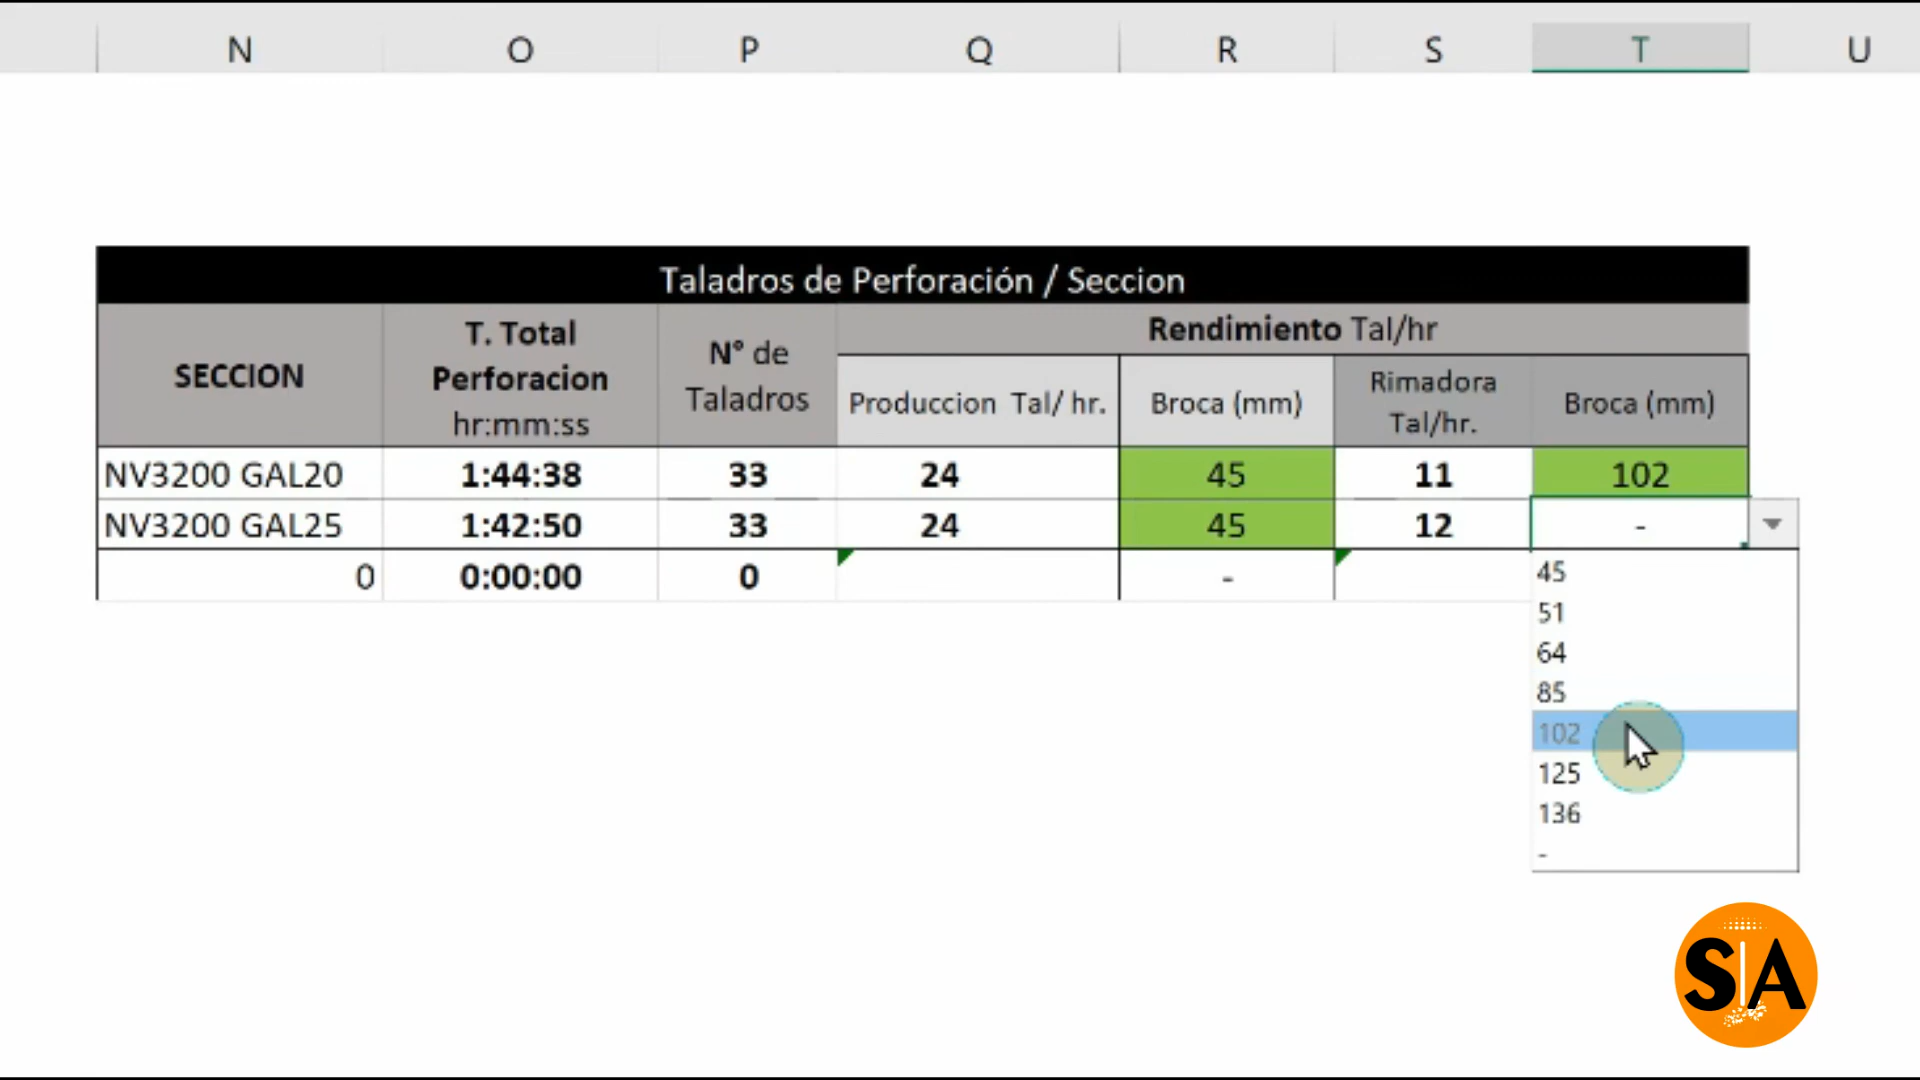 N O P Q R S T U
Taladros de Perforación / Seccion
SECCION
T. Total
Perforacion
hr:mm:ss
N° de
Taladros
Rendimiento Tal/hr
Produccion Tal/ hr.
Broca (mm)
Rimadora
Tal/hr.
Broca (mm)
NV3200 GAL20 1:44:38 33 24 45 11 102
NV3200 GAL25 1:42:50 33 24 45 12 -
0 0:00:00 0 -
45
51
64
85
102
125
136
-
S|A